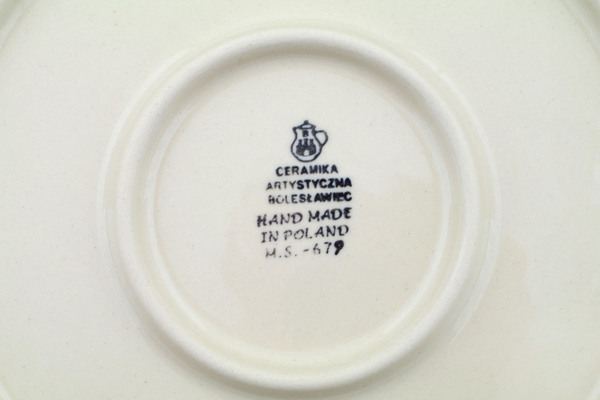 CERAMIKA
ARTYSTYCZNA
BOLESŁAWIEC
HAND MADE
IN POLAND
M.S. -679